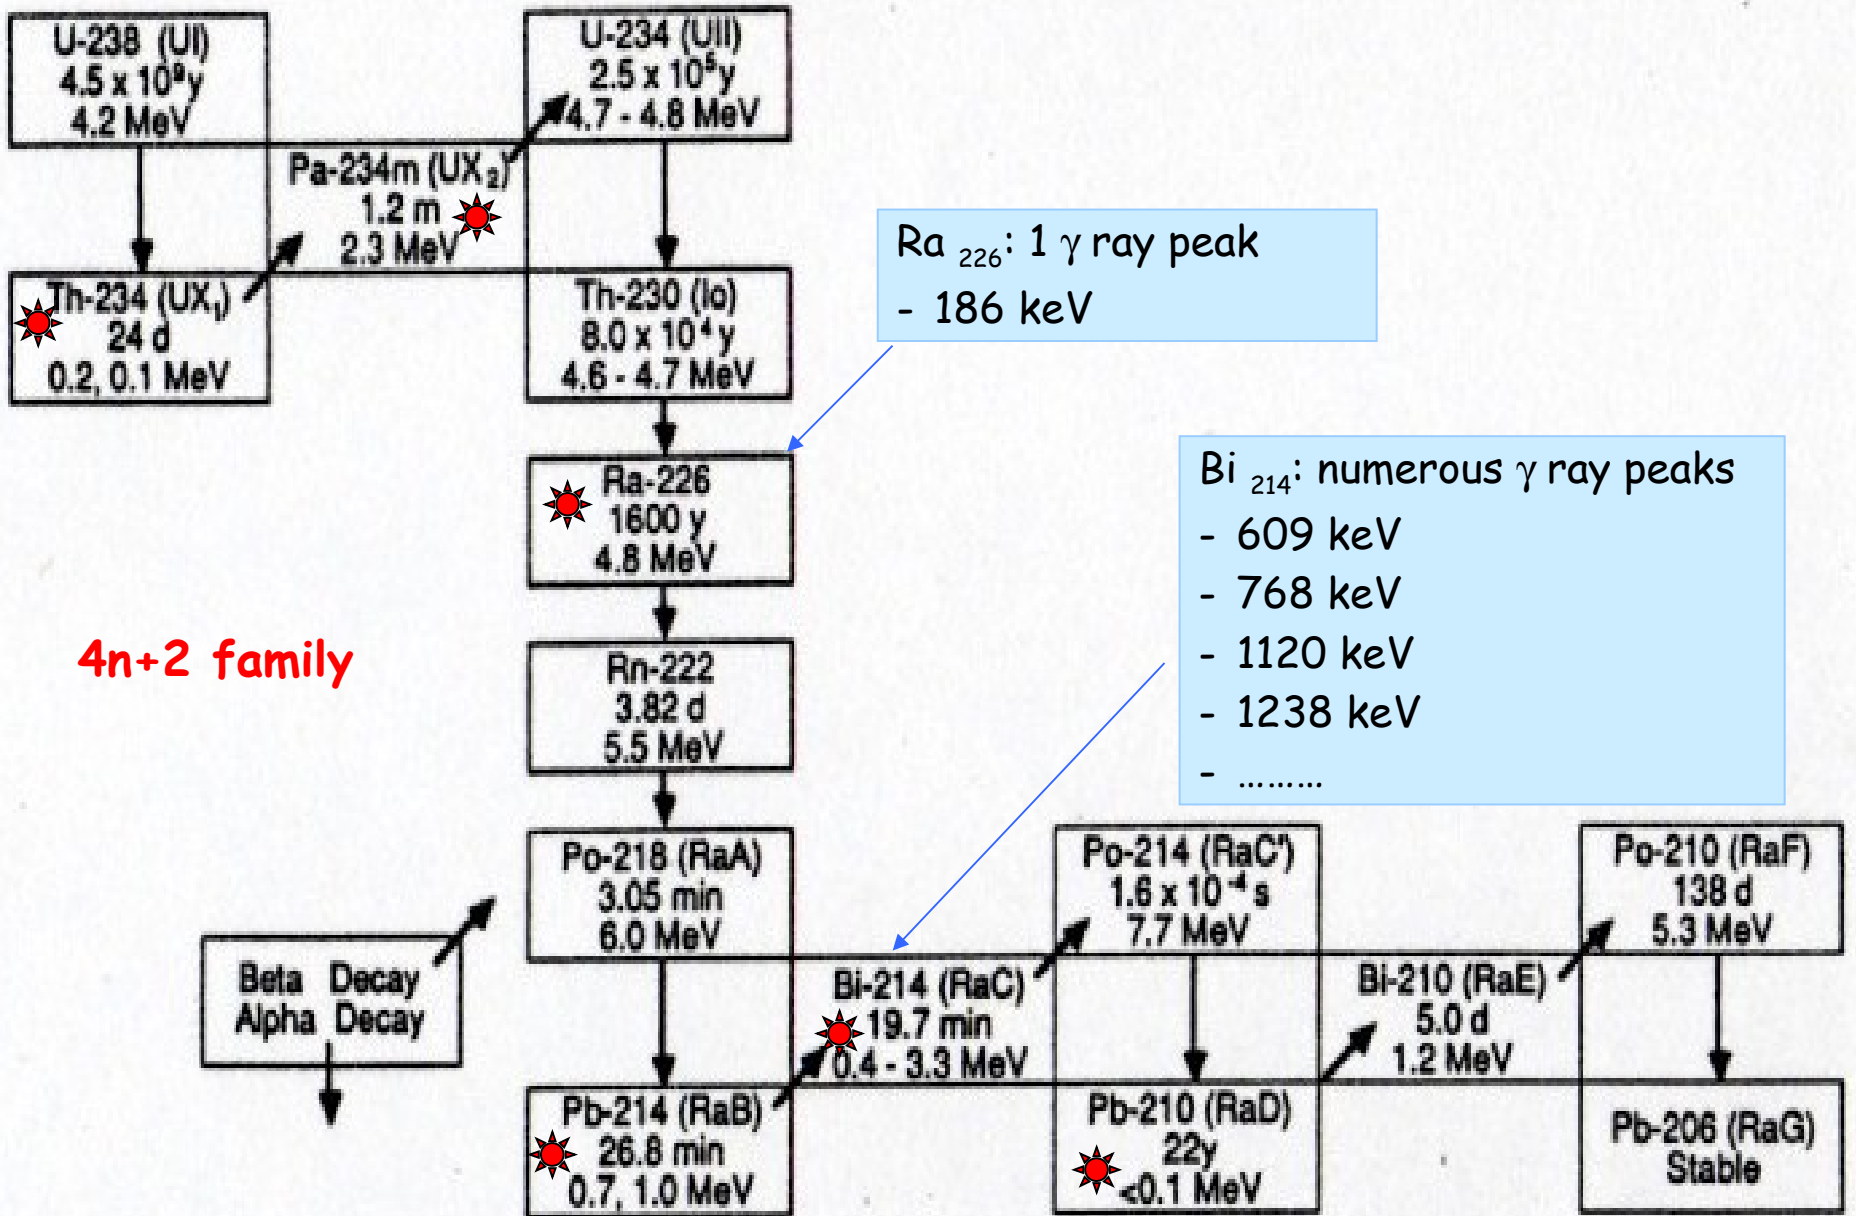 U-238 (UI)
4.5 x 10⁹ y
4.2 MeV
U-234 (UII)
2.5 x 10⁵ y
4.7 - 4.8 MeV
Pa-234m (UX₂)
1.2 m
2.3 MeV
Th-234 (UX₁)
24 d
0.2, 0.1 MeV
Th-230 (Io)
8.0 x 10⁴ y
4.6 - 4.7 MeV
Ra ₂₂₆: 1 γ ray peak
- 186 keV
Ra-226
1600 y
4.8 MeV
Bi ₂₁₄: numerous γ ray peaks
- 609 keV
- 768 keV
- 1120 keV
- 1238 keV
- .........
4n+2 family
Rn-222
3.82 d
5.5 MeV
Po-218 (RaA)
3.05 min
6.0 MeV
Po-214 (RaC')
1.6 x 10⁻⁴ s
7.7 MeV
Po-210 (RaF)
138 d
5.3 MeV
Beta Decay
Alpha Decay
Bi-214 (RaC)
19.7 min
0.4 - 3.3 MeV
Bi-210 (RaE)
5.0 d
1.2 MeV
Pb-214 (RaB)
26.8 min
0.7, 1.0 MeV
Pb-210 (RaD)
22y
<0.1 MeV
Pb-206 (RaG)
Stable